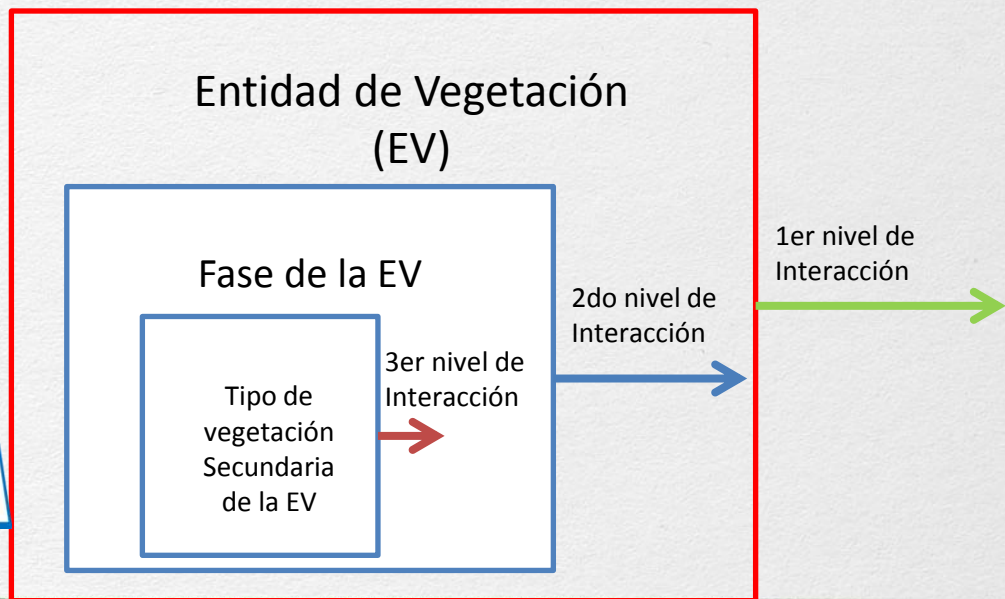 Entidad de Vegetación
(EV)
Fase de la EV
Tipo de
vegetación
Secundaria
de la EV
3er nivel de
Interacción
2do nivel de
Interacción
1er nivel de
Interacción